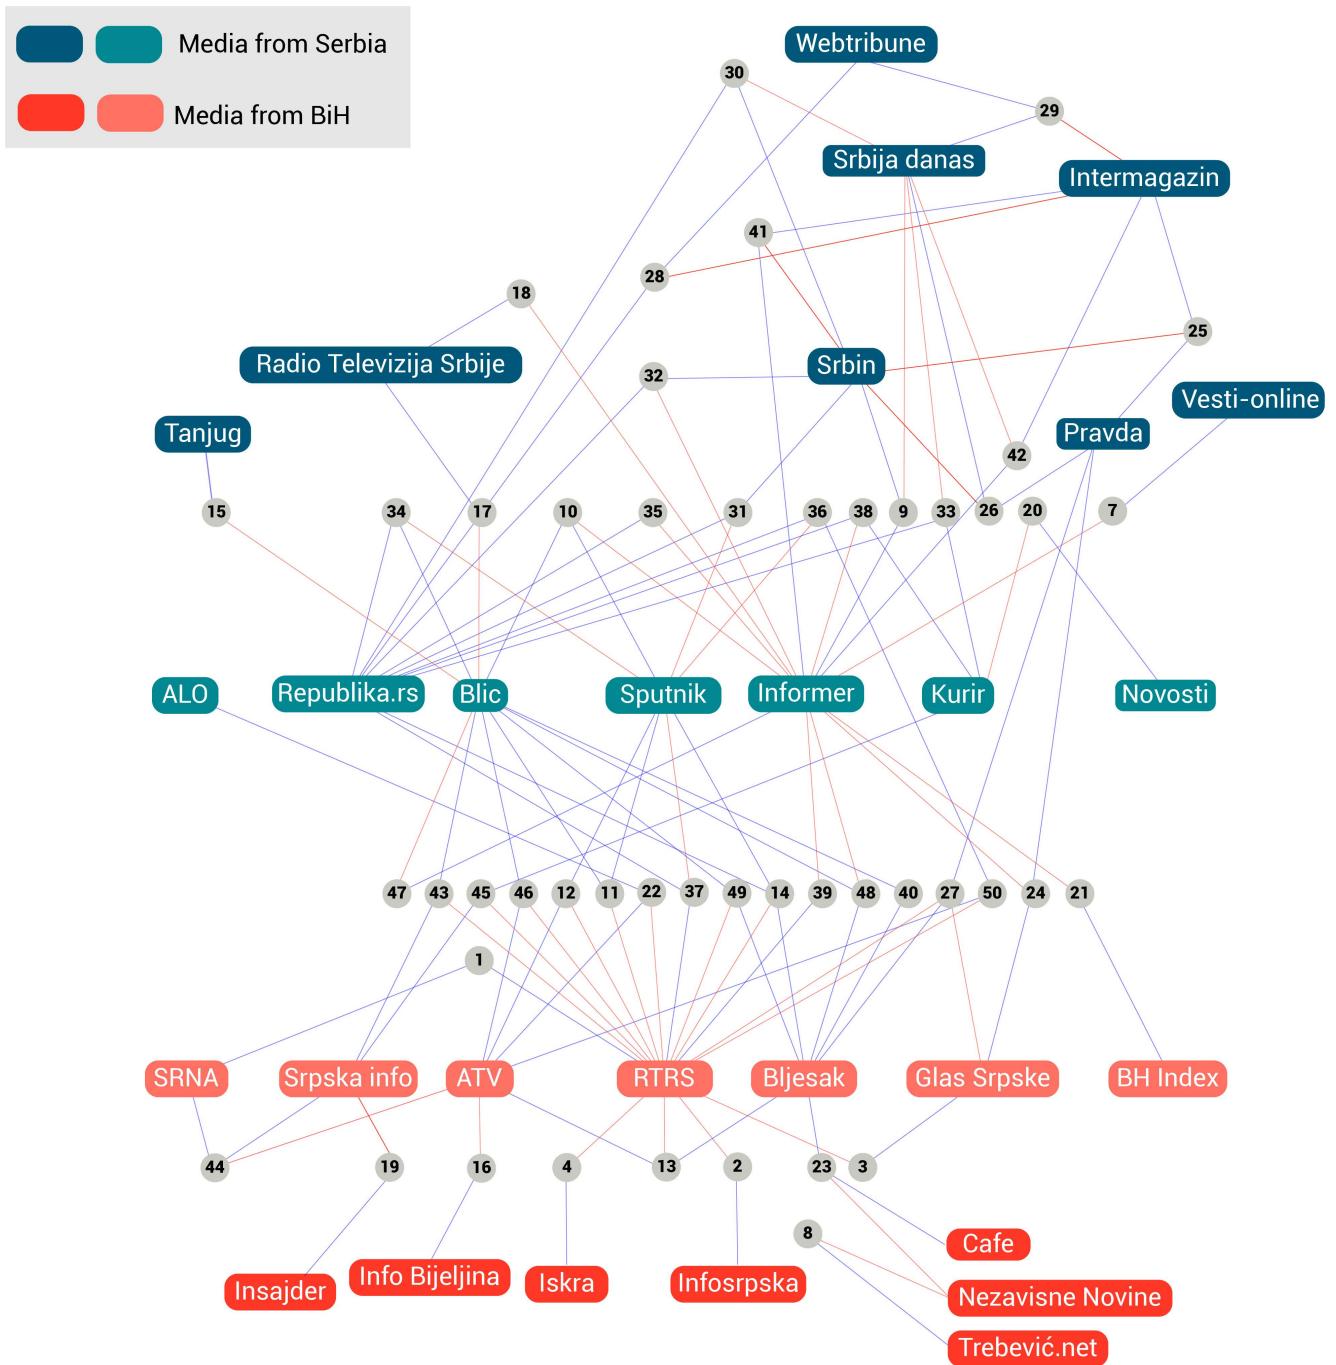 Media from Serbia
Media from BiH
Webtribune
30
29
Srbija danas
Intermagazin
41
28
18
25
Radio Televizija Srbije
Srbin
32
Vesti-online
Tanjug
Pravda
42
15
34
17
10
35
31
36
38
9
33
26
20
7
ALO
Republika.rs
Blic
Sputnik
Informer
Kurir
Novosti
47
43
45
46
12
11
22
37
49
14
39
48
40
27
50
24
21
1
SRNA
Srpska info
ATV
RTRS
Bljesak
Glas Srpske
BH Index
44
19
16
4
13
2
23
3
8
Cafe
Insajder
Info Bijeljina
Iskra
Infosrpska
Nezavisne Novine
Trebević.net